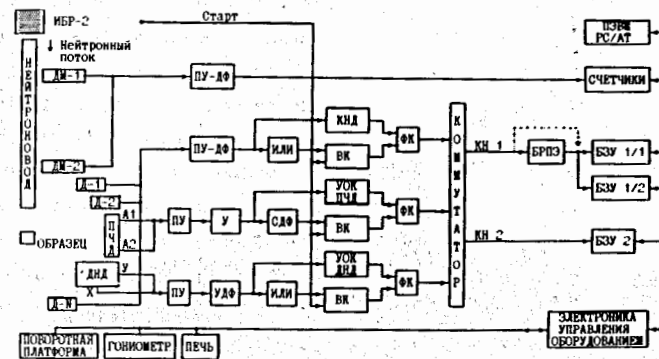 ИБР-2
Старт
ПЭВМ
PC/AT
Нейтронный
поток
НЕЙТРОНОВОД
ДМ-1
ПУ-ДФ
СЧЕТЧИКИ
КНД
ФК
КОММУТАТОР
ПУ-ДФ
ИЛИ
ВК
КН 1
БРПЭ
БЗУ 1/1
ДМ-2
Д-1
Д-2
УОК
ПЧД
БЗУ 1/2
ФК
ПЧД
А1
А2
ПУ
У
СДФ
ВК
ОБРАЗЕЦ
КН 2
БЗУ 2
УОК
ДНД
ДНД
У
Х
ФК
ПУ
УДФ
ИЛИ
ВК
Д-N
ЭЛЕКТРОНИКА
УПРАВЛЕНИЯ
ОБОРУДОВАНИЕМ
ПОВОРОТНАЯ
ПЛАТФОРМА
ГОНИОМЕТР
ПЕЧЬ